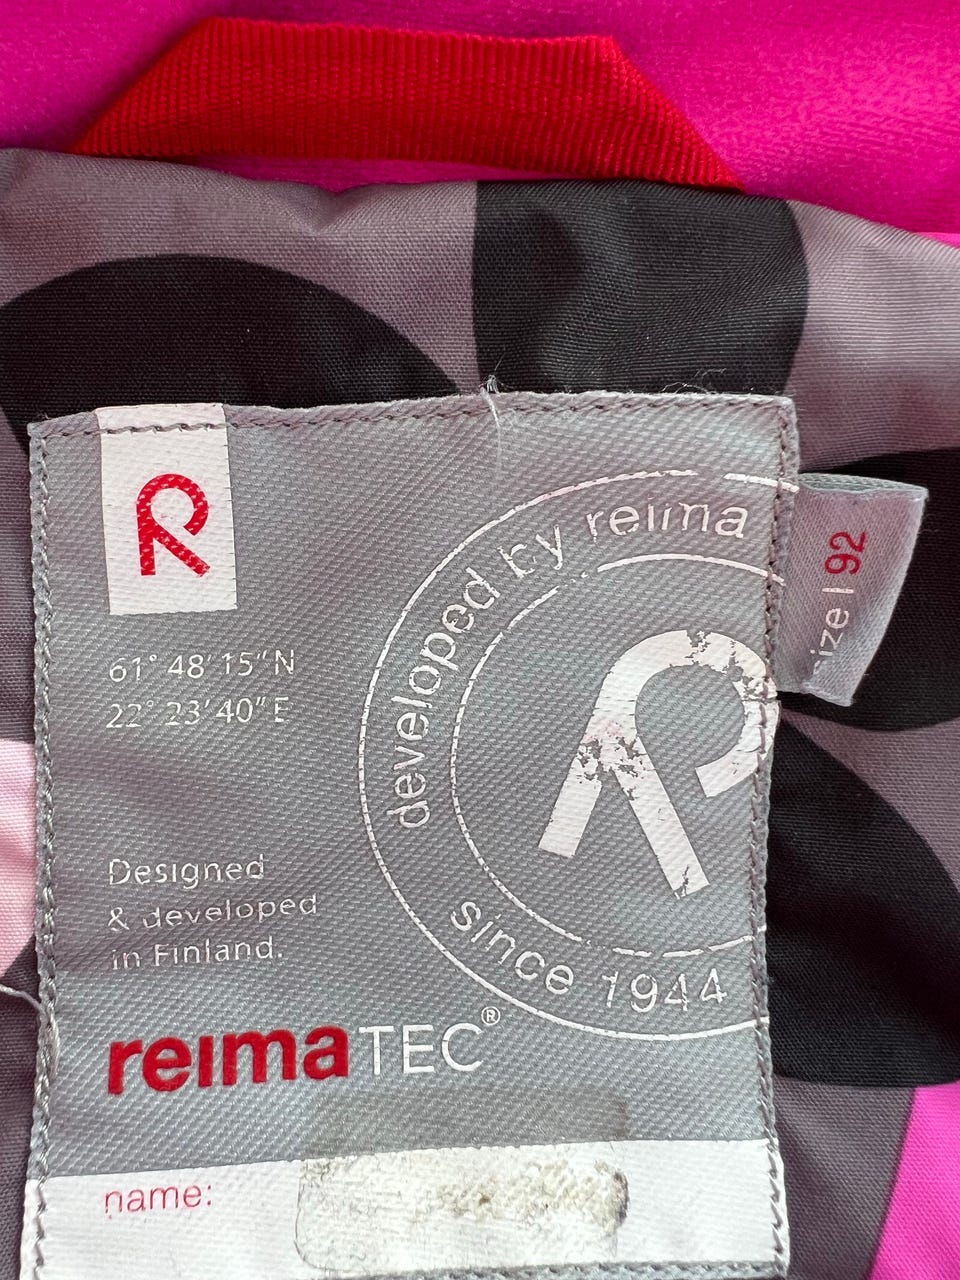 R
61° 48' 15" N
22° 23' 40" E
Designed
& developed
in Finland.
developed by reima
R
since 1944
reimaTEC®
name:
size | 92